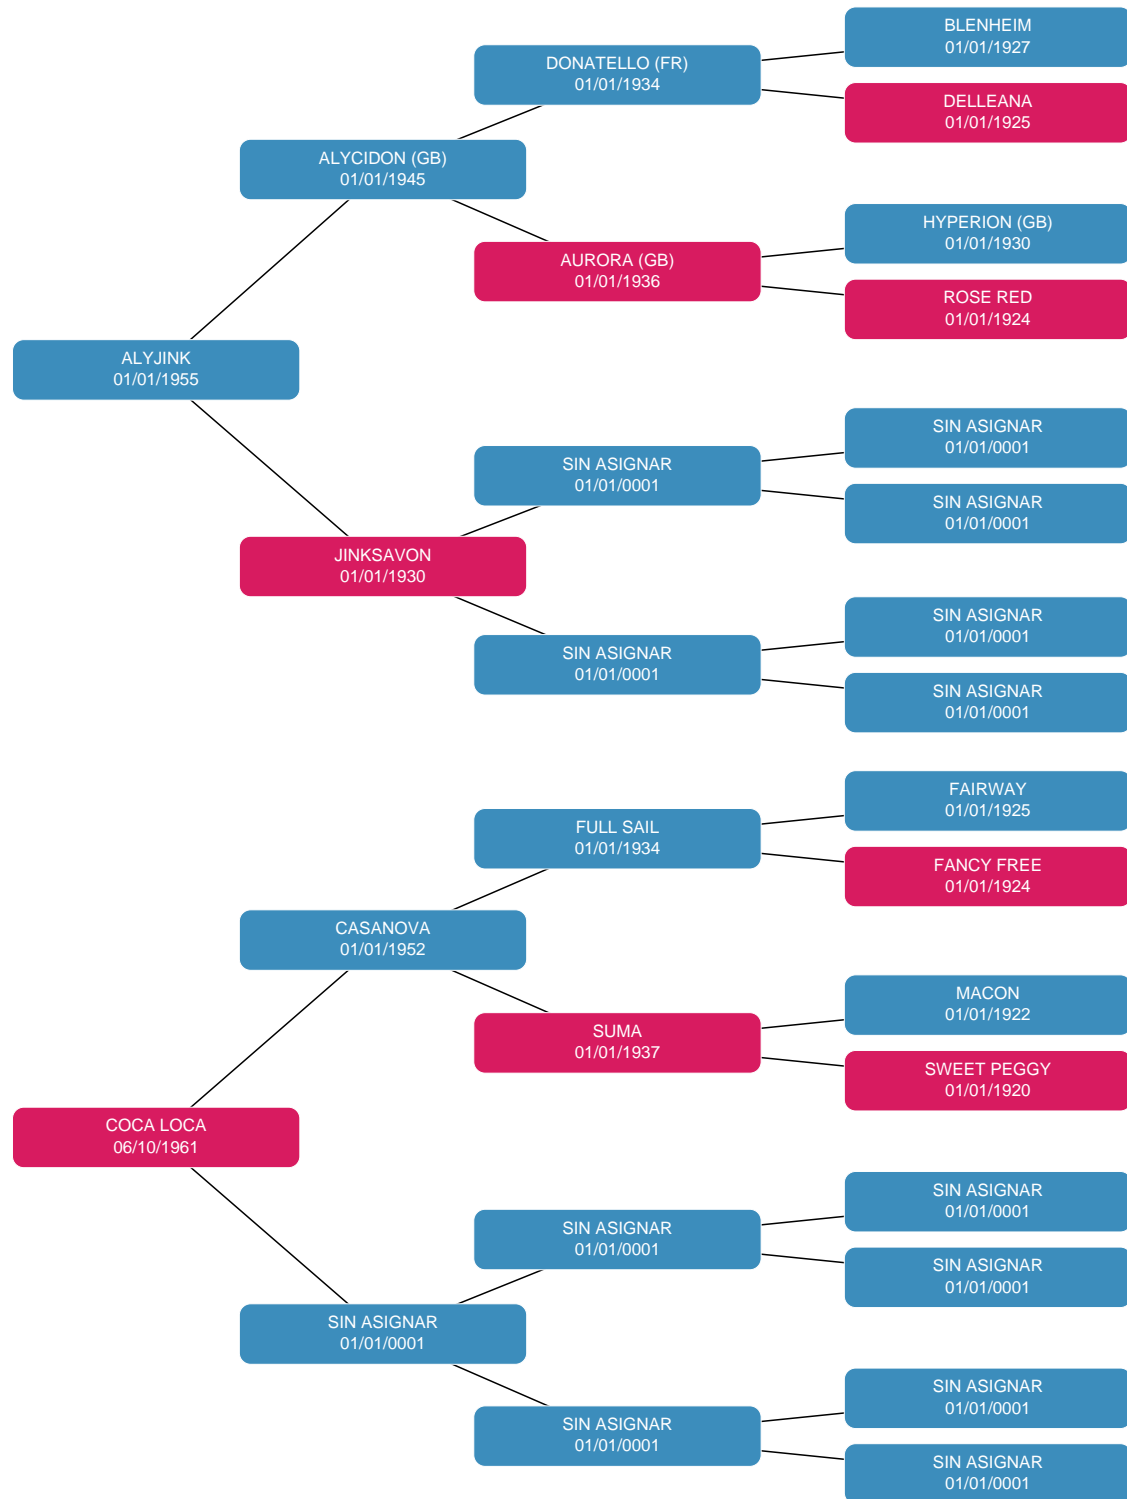 BLENHEIM
01/01/1927
DONATELLO (FR)
01/01/1934
DELLEANA
01/01/1925
ALYCIDON (GB)
01/01/1945
HYPERION (GB)
01/01/1930
AURORA (GB)
01/01/1936
ROSE RED
01/01/1924
ALYJINK
01/01/1955
SIN ASIGNAR
01/01/0001
SIN ASIGNAR
01/01/0001
SIN ASIGNAR
01/01/0001
JINKSAVON
01/01/1930
SIN ASIGNAR
01/01/0001
SIN ASIGNAR
01/01/0001
SIN ASIGNAR
01/01/0001
FAIRWAY
01/01/1925
FULL SAIL
01/01/1934
FANCY FREE
01/01/1924
CASANOVA
01/01/1952
MACON
01/01/1922
SUMA
01/01/1937
SWEET PEGGY
01/01/1920
COCA LOCA
06/10/1961
SIN ASIGNAR
01/01/0001
SIN ASIGNAR
01/01/0001
SIN ASIGNAR
01/01/0001
SIN ASIGNAR
01/01/0001
SIN ASIGNAR
01/01/0001
SIN ASIGNAR
01/01/0001
SIN ASIGNAR
01/01/0001